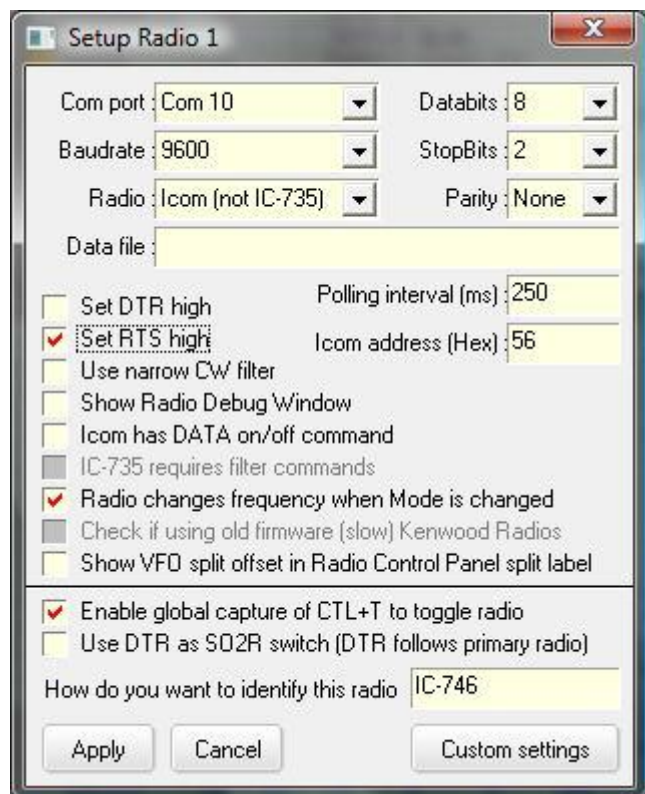 Setup Radio 1
Com port : Com 10 Databits : 8
Baudrate : 9600 StopBits : 2
Radio : Icom (not IC-735) Parity : None
Data file :
Polling interval (ms) : 250
Set DTR high
Set RTS high
Icom address (Hex) : 56
Use narrow CW filter
Show Radio Debug Window
Icom has DATA on/off command
IC-735 requires filter commands
Radio changes frequency when Mode is changed
Check if using old firmware (slow) Kenwood Radios
Show VFO split offset in Radio Control Panel split label
Enable global capture of CTL+T to toggle radio
Use DTR as SO2R switch (DTR follows primary radio)
How do you want to identify this radio IC-746
Apply Cancel Custom settings